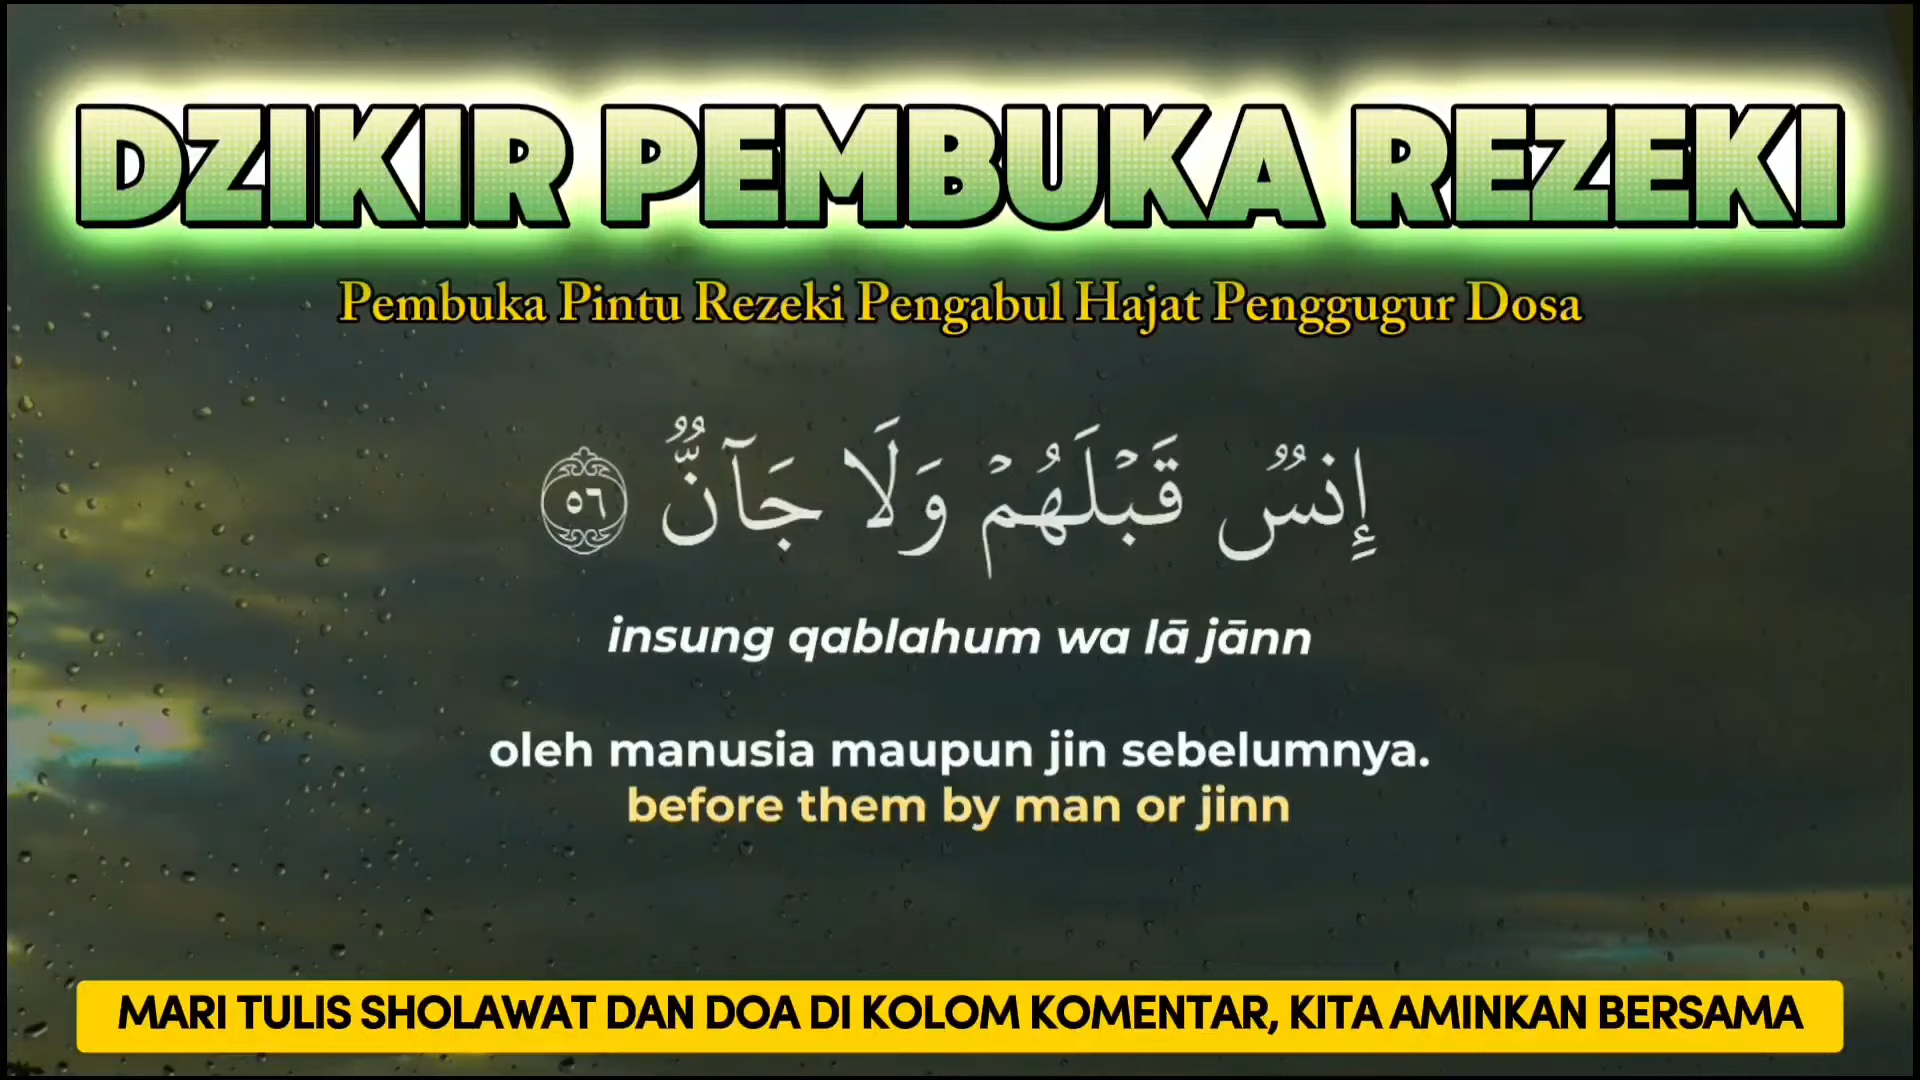 DZIKIR PEMBUKA REZEKI
Pembuka Pintu Rezeki Pengabul Hajat Penggugur Dosa
إِنسٌ قَبْلَهُمْ وَلَا جَآنٌّ ٥٦
insung qablahum wa lā jānn
oleh manusia maupun jin sebelumnya.
before them by man or jinn
MARI TULIS SHOLAWAT DAN DOA DI KOLOM KOMENTAR, KITA AMINKAN BERSAMA